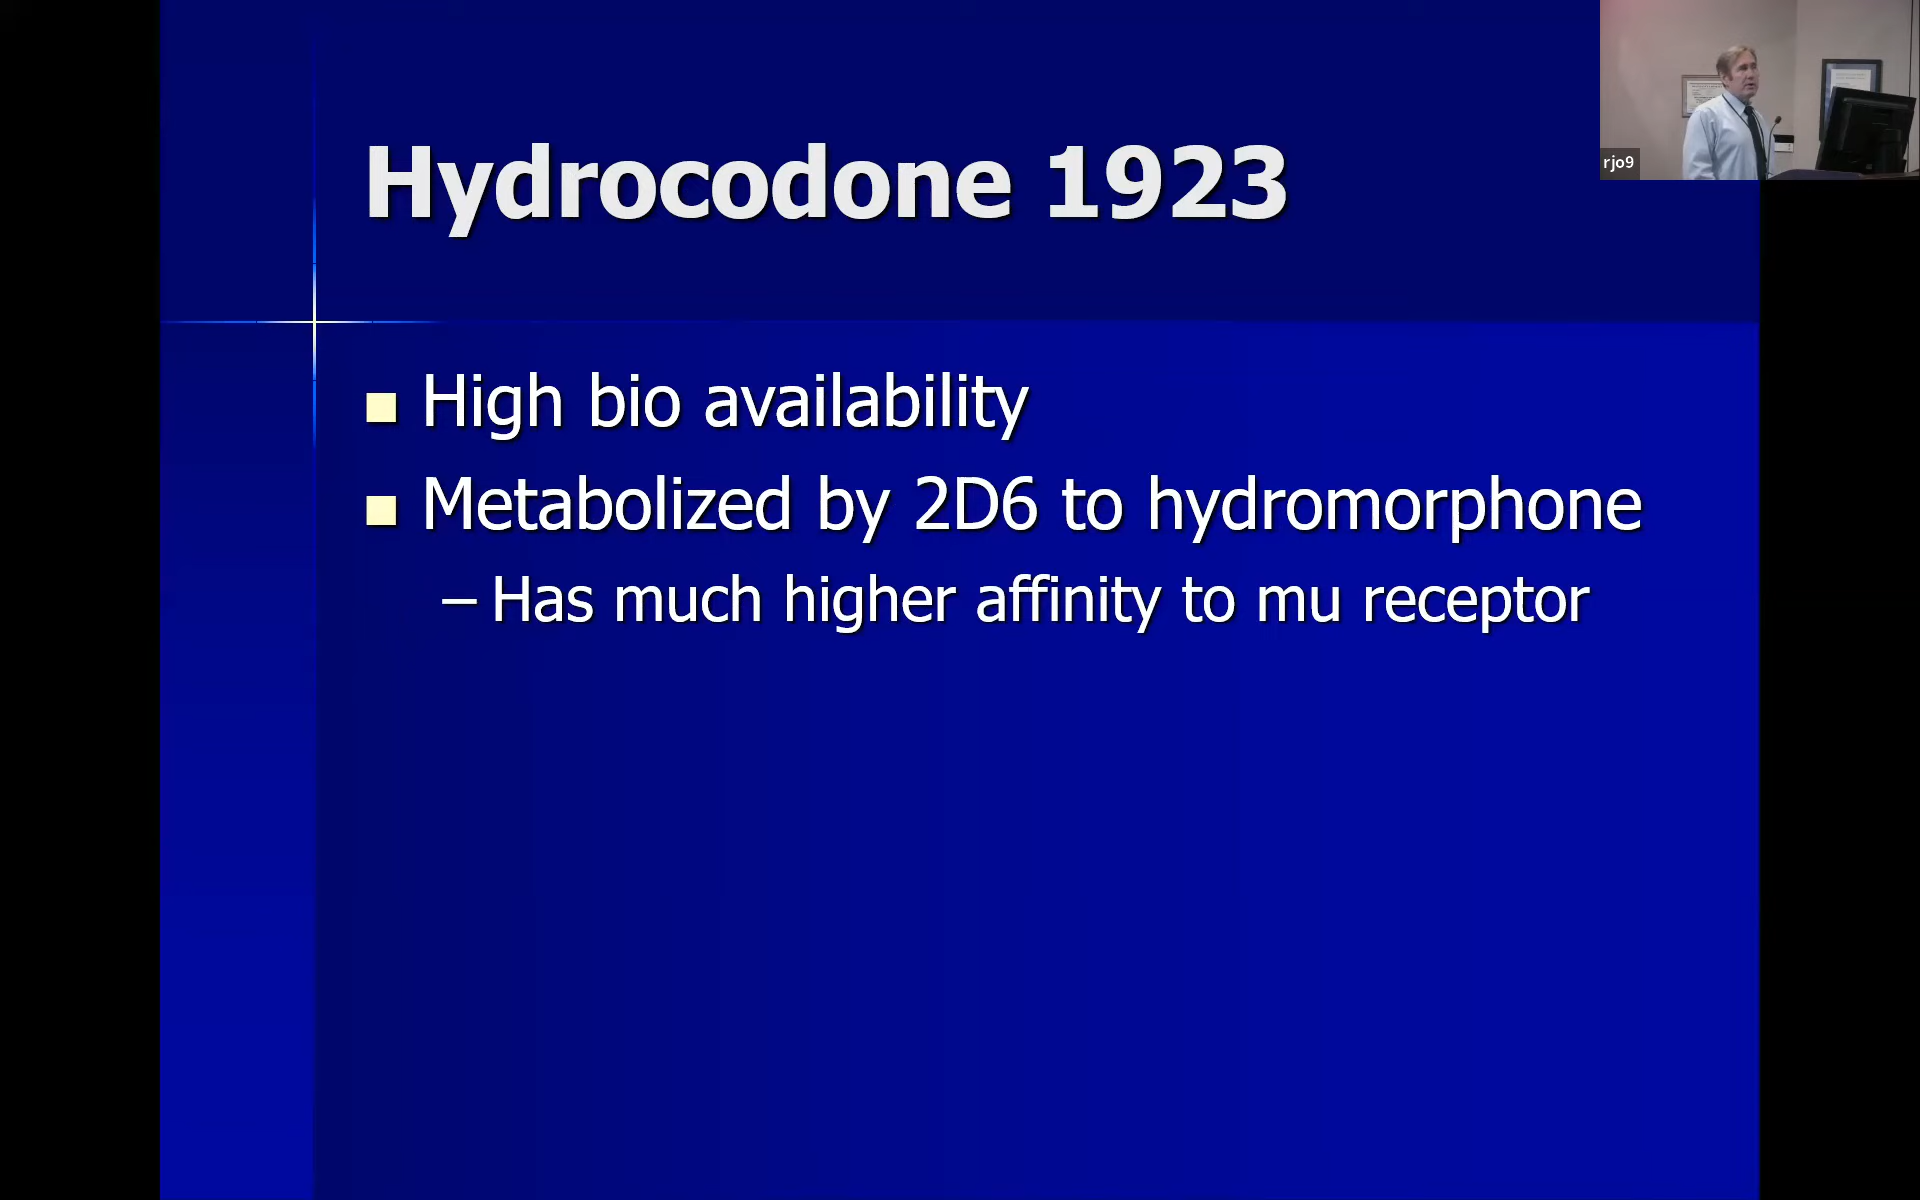 Hydrocodone 1923
rjo9
High bio availability
Metabolized by 2D6 to hydromorphone
– Has much higher affinity to mu receptor